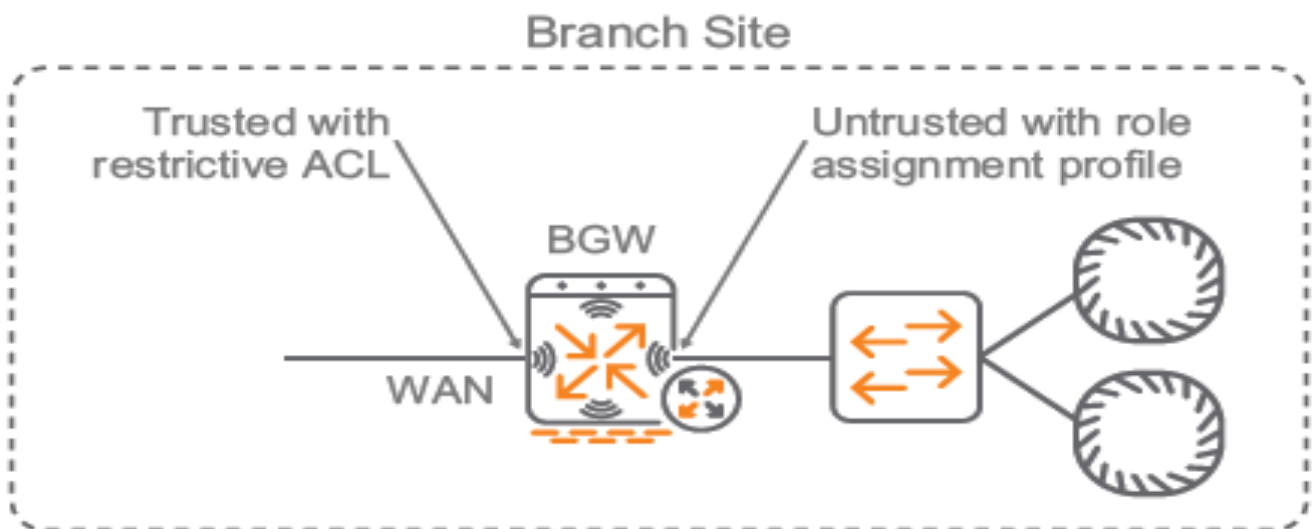 Branch Site
Trusted with
restrictive ACL
Untrusted with role
assignment profile
BGW
WAN